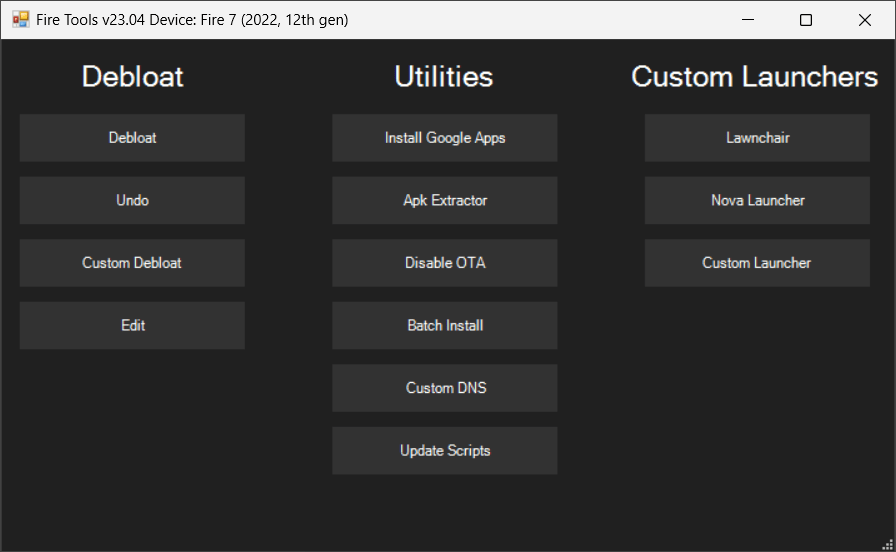 Fire Tools v23.04 Device: Fire 7 (2022, 12th gen)
Debloat
Utilities
Custom Launchers
Debloat
Install Google Apps
Lawnchair
Undo
Apk Extractor
Nova Launcher
Custom Debloat
Disable OTA
Custom Launcher
Edit
Batch Install
Custom DNS
Update Scripts